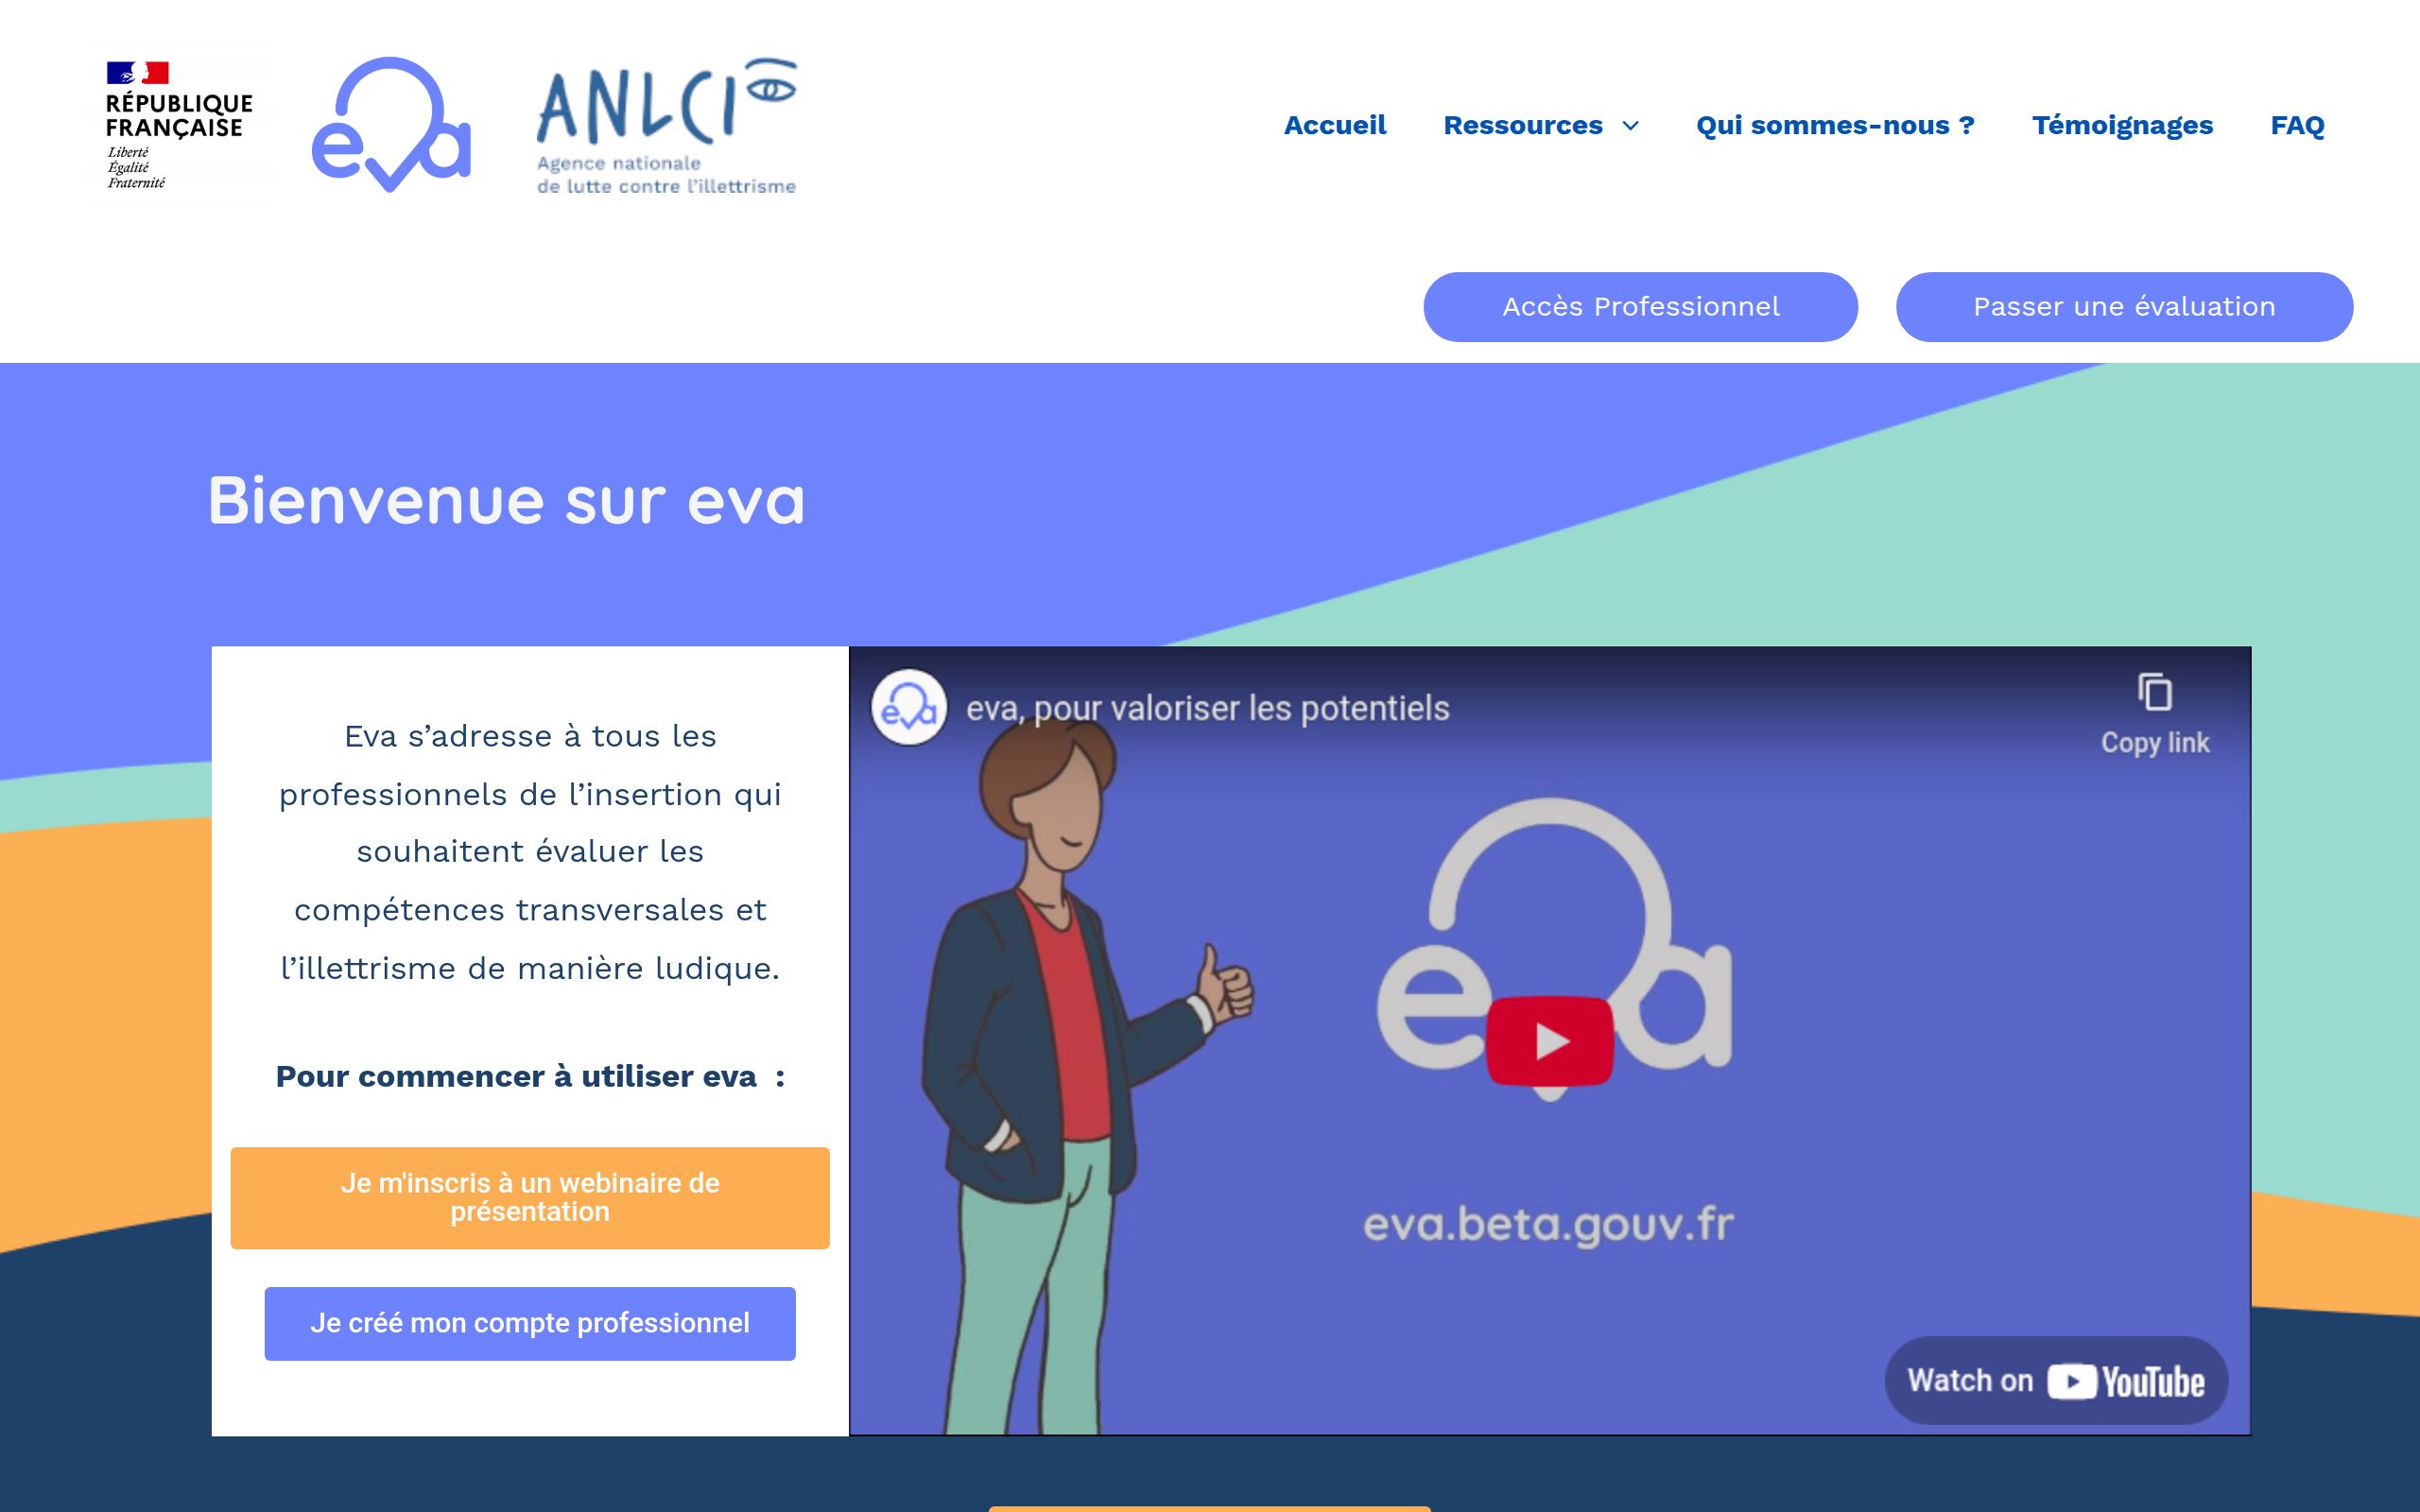 RÉPUBLIQUE
FRANÇAISE
Liberté
Égalité
Fraternité
eva
ANLCI
Agence nationale
de lutte contre l'illettrisme
Accueil
Ressources
Qui sommes-nous ?
Témoignages
FAQ
Accès Professionnel
Passer une évaluation
Bienvenue sur eva
Eva s’adresse à tous les
professionnels de l’insertion qui
souhaitent évaluer les
compétences transversales et
l’illettrisme de manière ludique.
Pour commencer à utiliser eva :
Je m'inscris à un webinaire de
présentation
Je créé mon compte professionnel
eva
eva, pour valoriser les potentiels
Copy link
eva
eva.beta.gouv.fr
Watch on YouTube